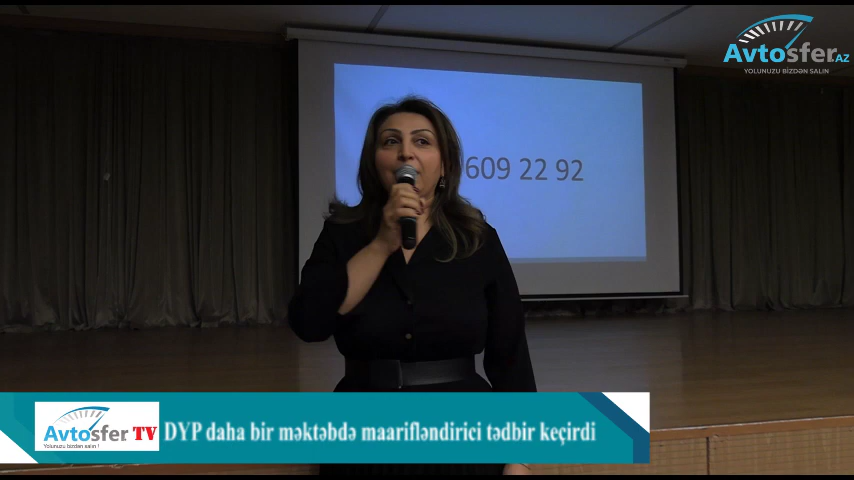 Avtosfer.AZ
YOLUNUZU BİZDƏN SALIN
609 22 92
Avtosfer TV
Yolunuzu bizdən salın !
DYP daha bir məktəbdə maarifləndirici tədbir keçirdi